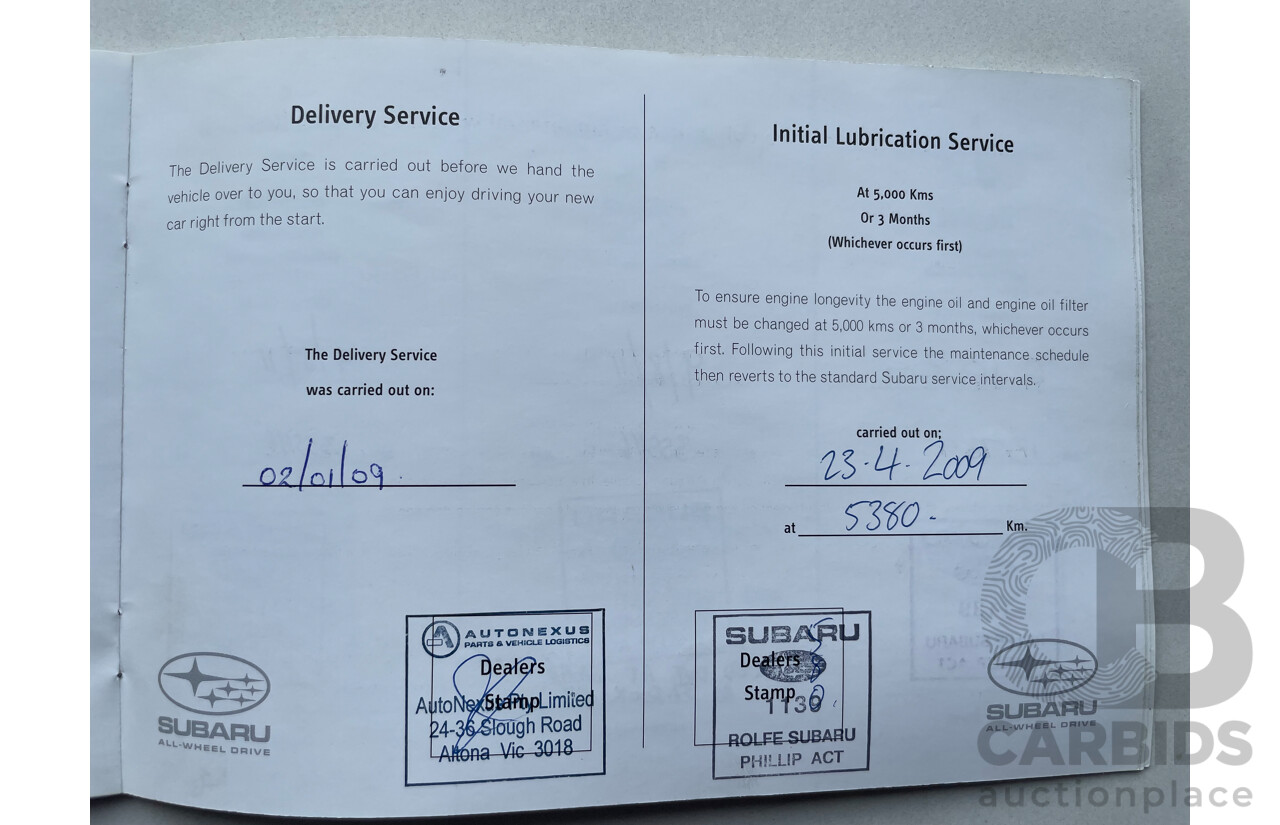 Delivery Service
The Delivery Service is carried out before we hand the
vehicle over to you, so that you can enjoy driving your new
car right from the start.
The Delivery Service
was carried out on:
02/01/09.
AUTONEXUS
PARTS & VEHICLE LOGISTICS
Dealers
Stamp
AutoNexus Pty Limited
24-36 Slough Road
Altona Vic 3018
SUBARU
ALL-WHEEL DRIVE
Initial Lubrication Service
At 5,000 Kms
Or 3 Months
(Whichever occurs first)
To ensure engine longevity the engine oil and engine oil filter
must be changed at 5,000 kms or 3 months, whichever occurs
first. Following this initial service the maintenance schedule
then reverts to the standard Subaru service intervals.
carried out on;
23-4-2009
at 5380- Km.
SUBARU
Dealers
Stamp
ROLFE SUBARU
PHILLIP ACT
SUBARU
ALL-WHEEL DRIVE
CARBIDS
auctionplace